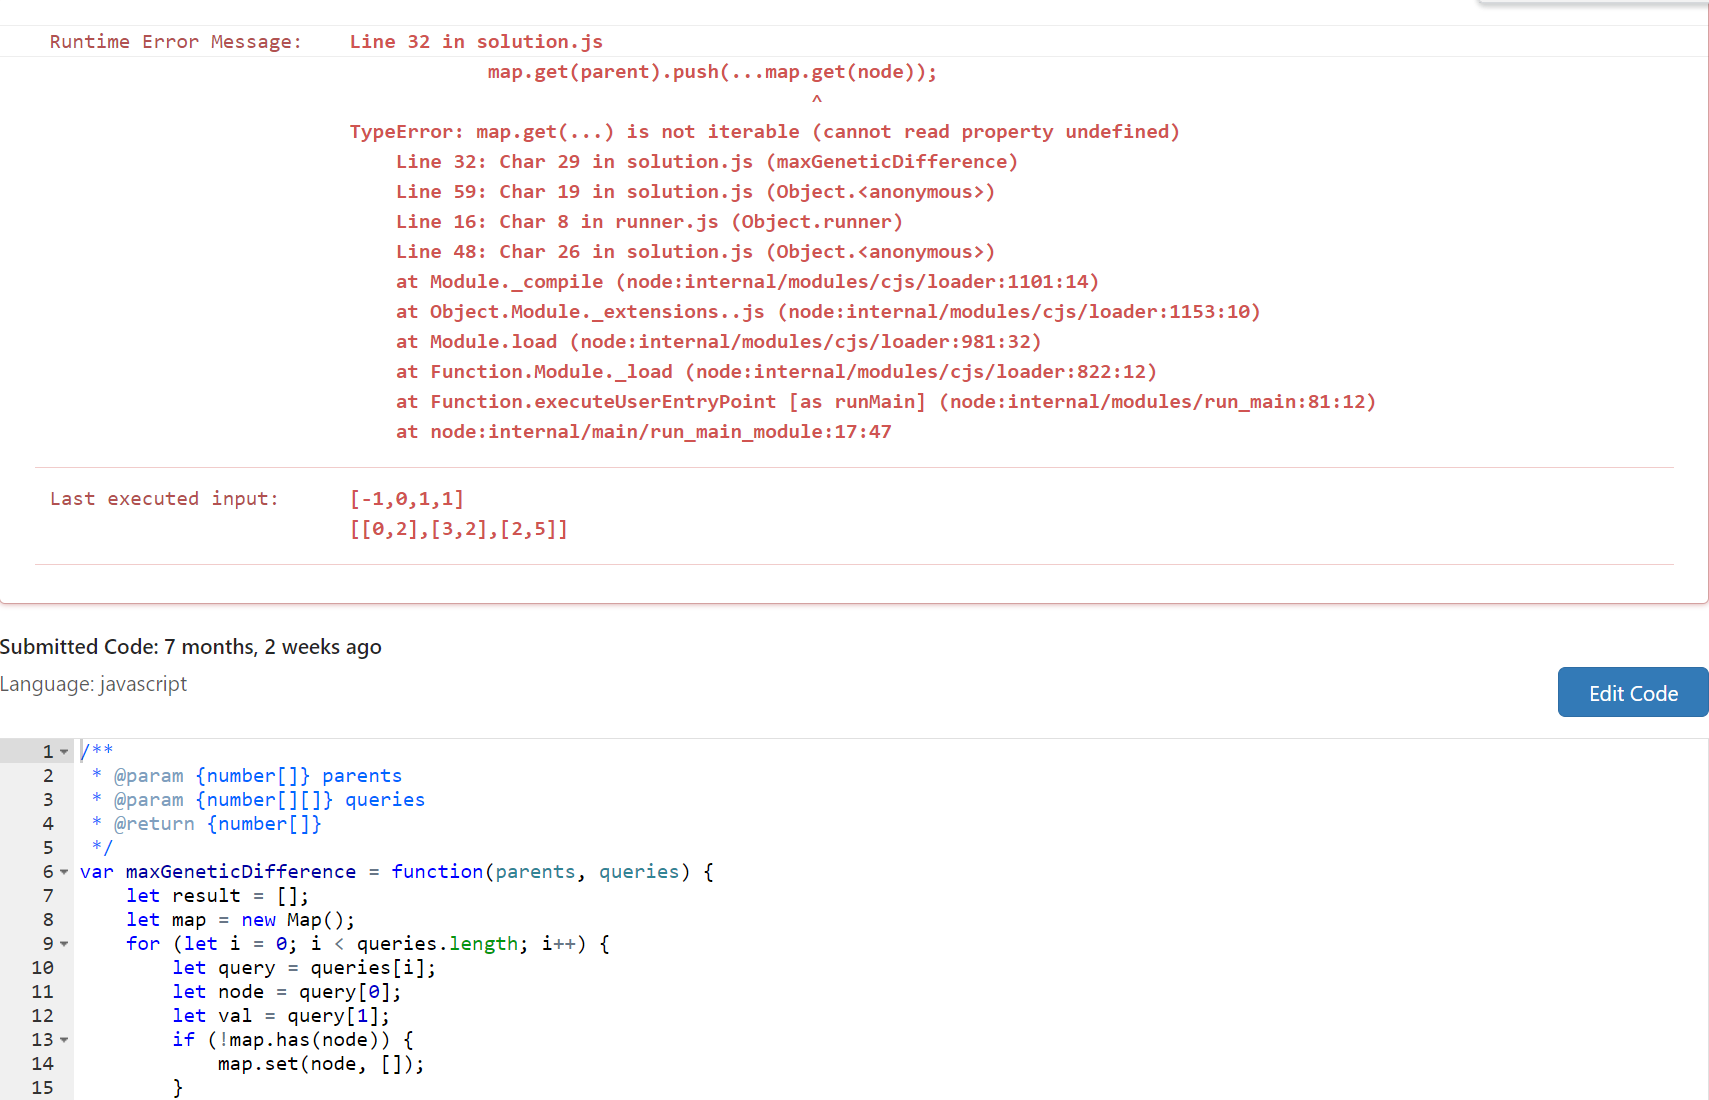 Runtime Error Message: Line 32 in solution.js
map.get(parent).push(...map.get(node));
^
TypeError: map.get(...) is not iterable (cannot read property undefined)
Line 32: Char 29 in solution.js (maxGeneticDifference)
Line 59: Char 19 in solution.js (Object.<anonymous>)
Line 16: Char 8 in runner.js (Object.runner)
Line 48: Char 26 in solution.js (Object.<anonymous>)
at Module._compile (node:internal/modules/cjs/loader:1101:14)
at Object.Module._extensions..js (node:internal/modules/cjs/loader:1153:10)
at Module.load (node:internal/modules/cjs/loader:981:32)
at Function.Module._load (node:internal/modules/cjs/loader:822:12)
at Function.executeUserEntryPoint [as runMain] (node:internal/modules/run_main:81:12)
at node:internal/main/run_main_module:17:47
Last executed input: [-1,0,1,1]
[[0,2],[3,2],[2,5]]
Submitted Code: 7 months, 2 weeks ago
Language: javascript
Edit Code
1 /**
2 * @param {number[]} parents
3 * @param {number[][]} queries
4 * @return {number[]}
5 */
6 var maxGeneticDifference = function(parents, queries) {
7 let result = [];
8 let map = new Map();
9 for (let i = 0; i < queries.length; i++) {
10 let query = queries[i];
11 let node = query[0];
12 let val = query[1];
13 if (!map.has(node)) {
14 map.set(node, []);
15 }